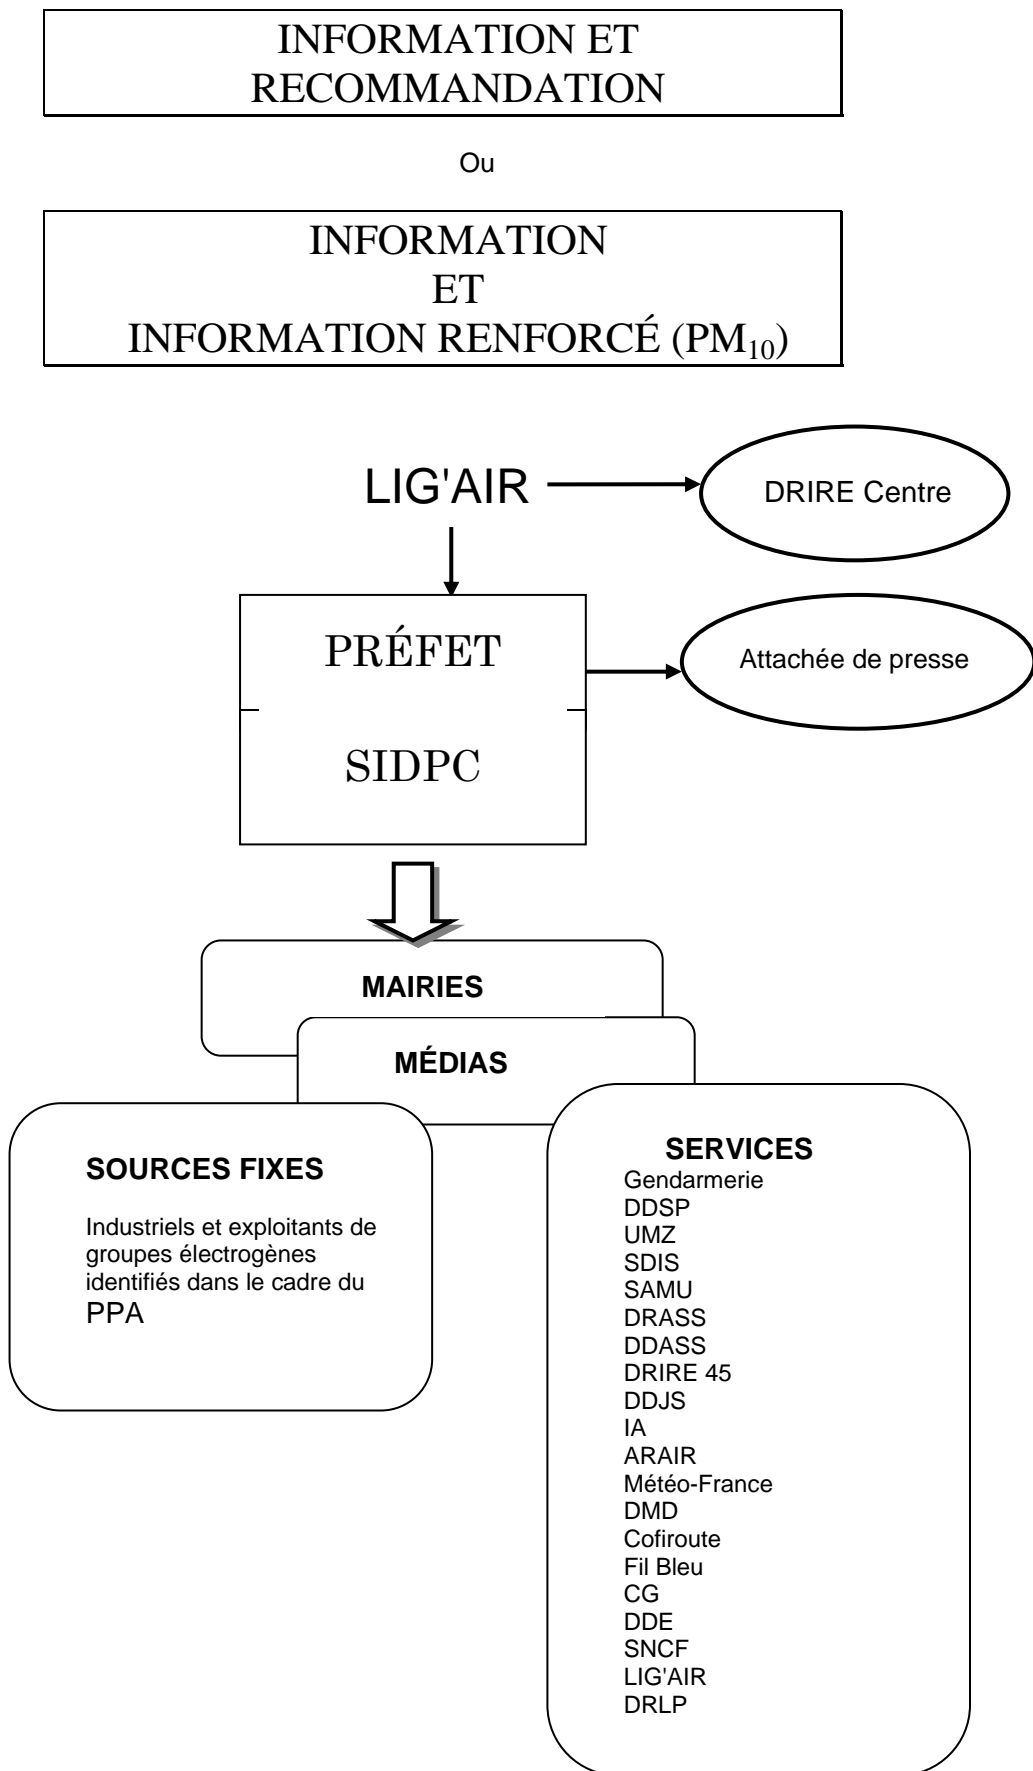 INFORMATION ET
RECOMMANDATION
Ou
INFORMATION
ET
INFORMATION RENFORCÉ (PM10)
LIG'AIR
DRIRE Centre
PRÉFET
Attachée de presse
SIDPC
MAIRIES
MÉDIAS
SOURCES FIXES
Industriels et exploitants de
groupes électrogènes
identifiés dans le cadre du
PPA
SERVICES
Gendarmerie
DDSP
UMZ
SDIS
SAMU
DRASS
DDASS
DRIRE 45
DDJS
IA
ARAIR
Météo-France
DMD
Cofiroute
Fil Bleu
CG
DDE
SNCF
LIG'AIR
DRLP